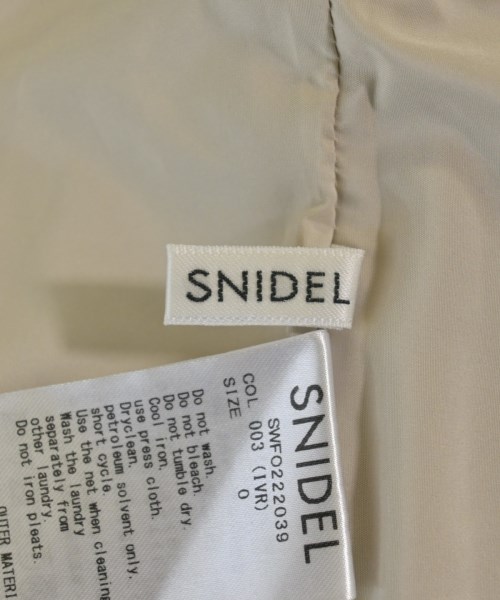 SNIDEL
SNIDEL
SWFO222039
COL 003 (IVR)
SIZE 0
Do not wash.
Do not bleach.
Do not tumble dry.
Cool iron.
use press cloth.
Dryclean,
petroleum solvent only.
short cycle.
Use the net when cleaning
Wash the laundry
separately from
other laundry.
Do not iron pleats.
OUTER MATERI